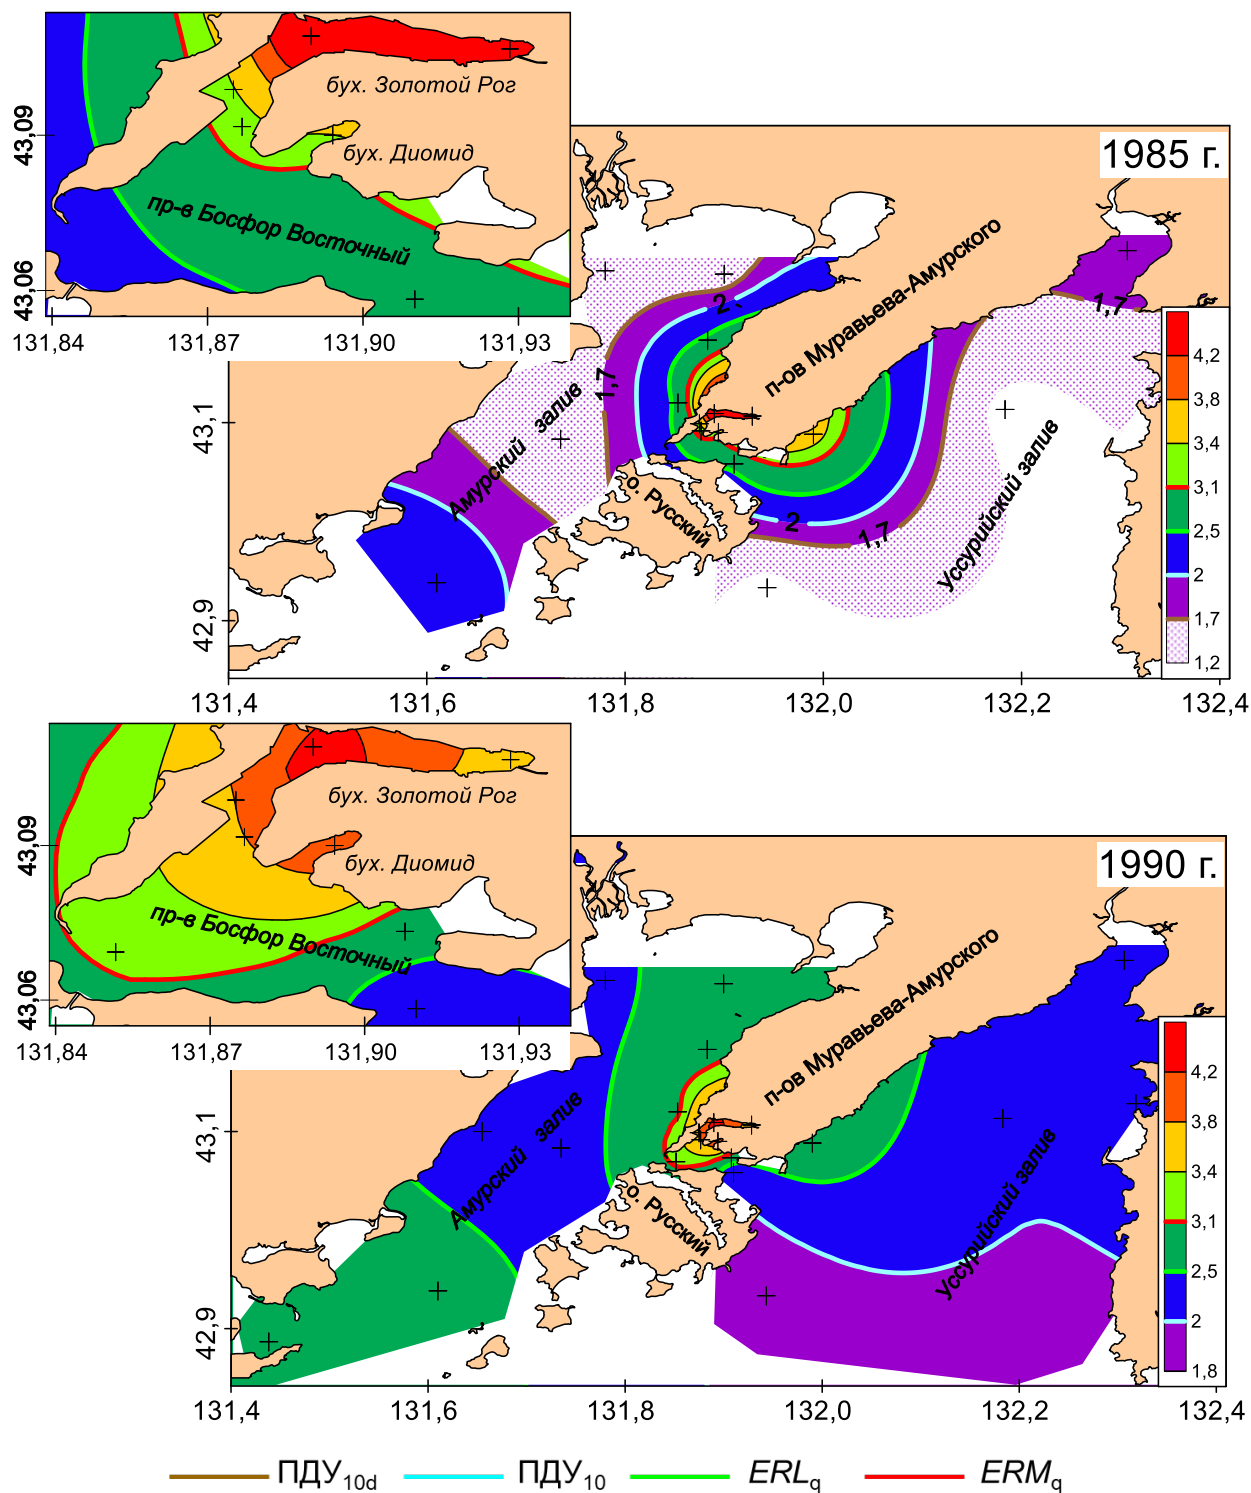 бух. Золотой Рог
бух. Диомид
пр-в Босфор Восточный
43,09
43,06
131,84
131,87
131,90
131,93
1985 г.
п-ов Муравьева-Амурского
Амурский залив
о. Русский
Уссурийский залив
2
1,7
2
1,7
1,7
43,1
42,9
4,2
3,8
3,4
3,1
2,5
2
1,7
1,2
131,4
131,6
131,8
132,0
132,2
132,4
бух. Золотой Рог
бух. Диомид
пр-в Босфор Восточный
43,09
43,06
131,84
131,87
131,90
131,93
1990 г.
п-ов Муравьева-Амурского
Амурский залив
о. Русский
Уссурийский залив
43,1
42,9
4,2
3,8
3,4
3,1
2,5
2
1,8
131,4
131,6
131,8
132,0
132,2
132,4
ПДУ10d ПДУ10 ERLq ERMq